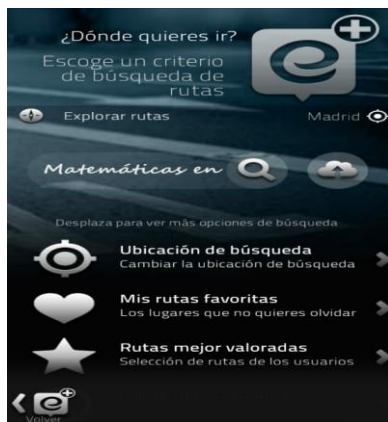 ¿Dónde quieres ir?
Escoge un criterio
de búsqueda de
rutas
Explorar rutas
Madrid
Matemáticas en
Desplaza para ver más opciones de búsqueda
Ubicación de búsqueda
Cambiar la ubicación de búsqueda
Mis rutas favoritas
Los lugares que no quieres olvidar
Rutas mejor valoradas
Selección de rutas de los usuarios
Volver